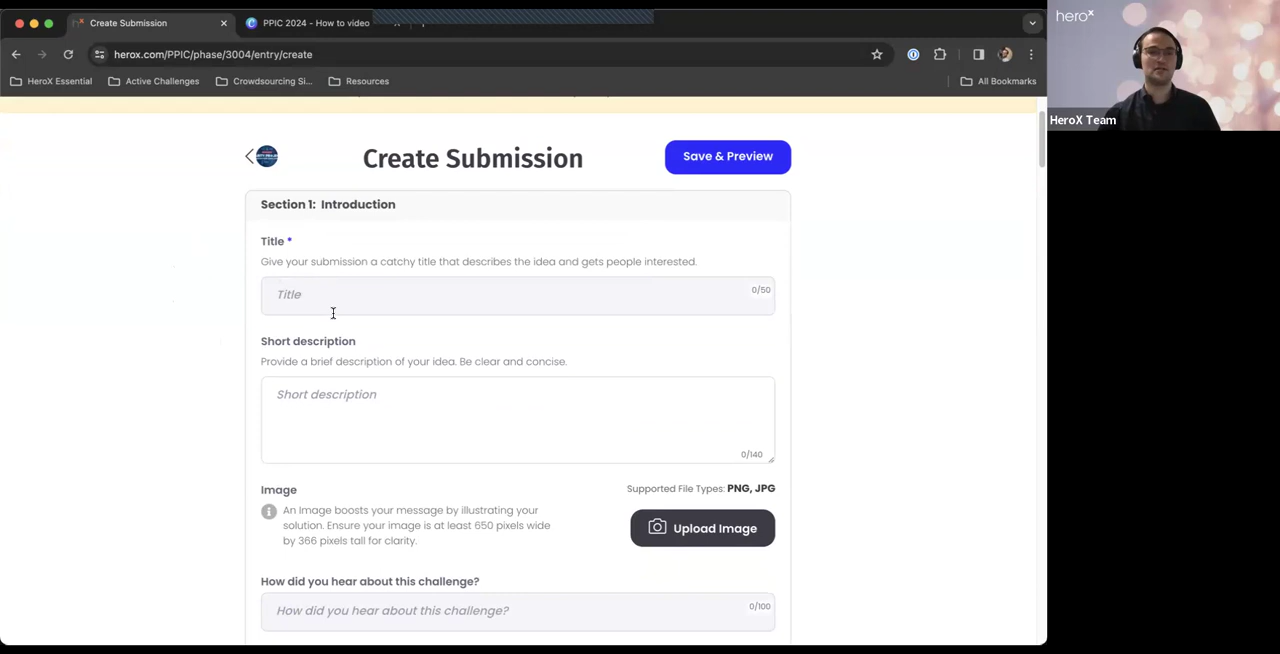 Create Submission
PPIC 2024 - How to video
herox.com/PPIC/phase/3004/entry/create
HeroX Essential
Active Challenges
Crowdsourcing Si...
Resources
All Bookmarks
herox
HeroX Team
Create Submission
Save & Preview
Section 1: Introduction
Title *
Give your submission a catchy title that describes the idea and gets people interested.
Title
0/50
Short description
Provide a brief description of your idea. Be clear and concise.
Short description
0/140
Image
Supported File Types: PNG, JPG
An Image boosts your message by illustrating your
solution. Ensure your image is at least 650 pixels wide
by 366 pixels tall for clarity.
Upload Image
How did you hear about this challenge?
How did you hear about this challenge?
0/100